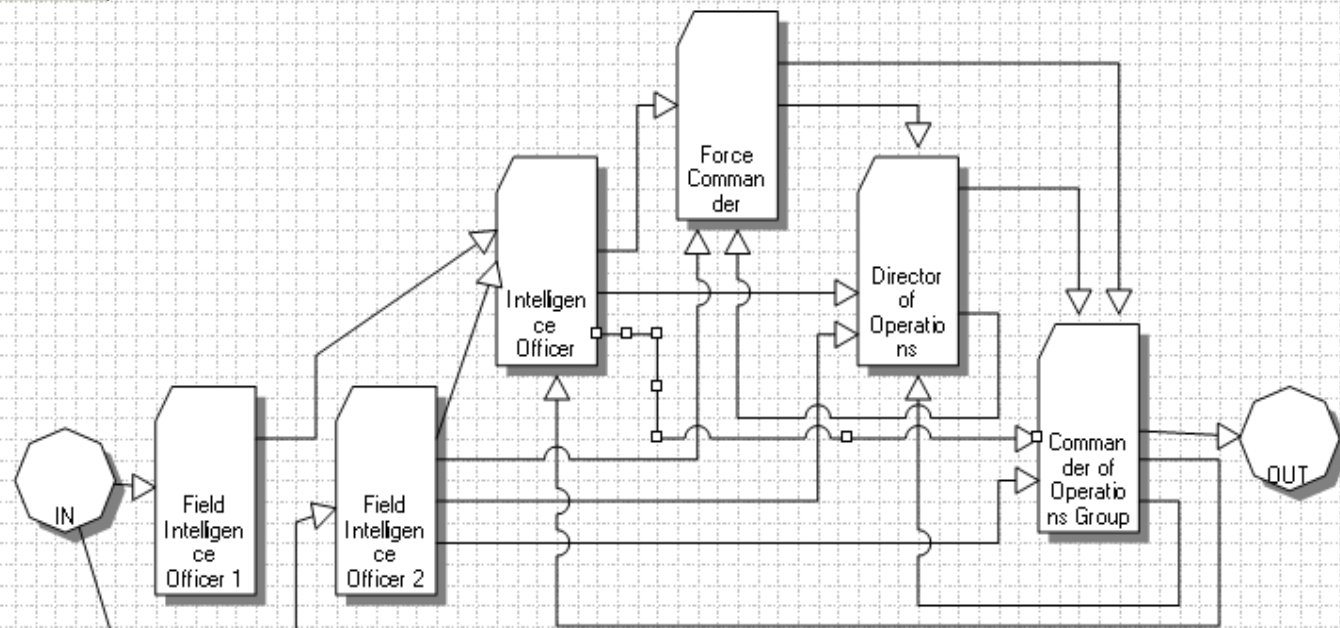 Force
Comman
der
Intelligen
ce
Officer
Director
of
Operatio
ns
IN
Field
Intelligen
ce
Officer 1
Field
Intelligen
ce
Officer 2
Comman
der of
Operatio
ns Group
OUT